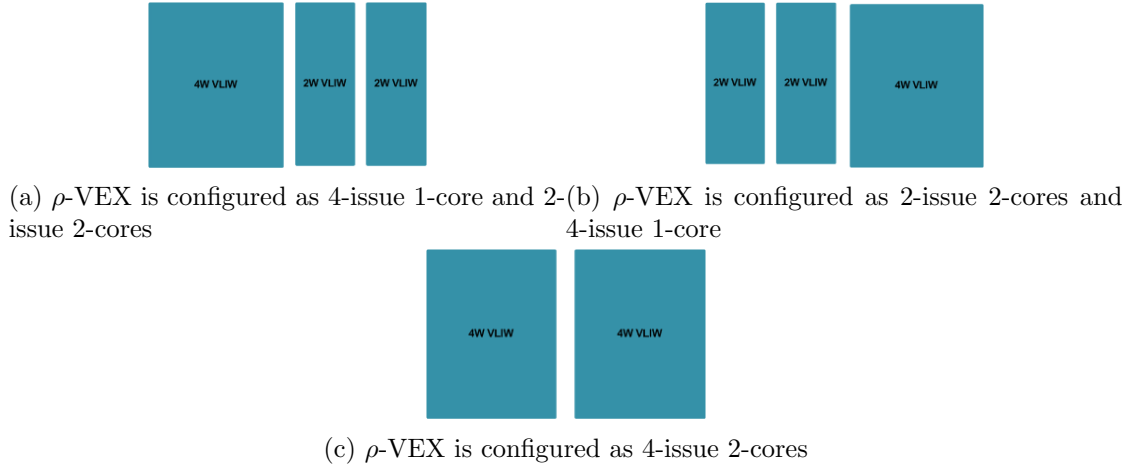 4W VLIW 2W VLIW 2W VLIW
2W VLIW 2W VLIW 4W VLIW
(a) ρ-VEX is configured as 4-issue 1-core and 2-
issue 2-cores
(b) ρ-VEX is configured as 2-issue 2-cores and
4-issue 1-core
4W VLIW 4W VLIW
(c) ρ-VEX is configured as 4-issue 2-cores